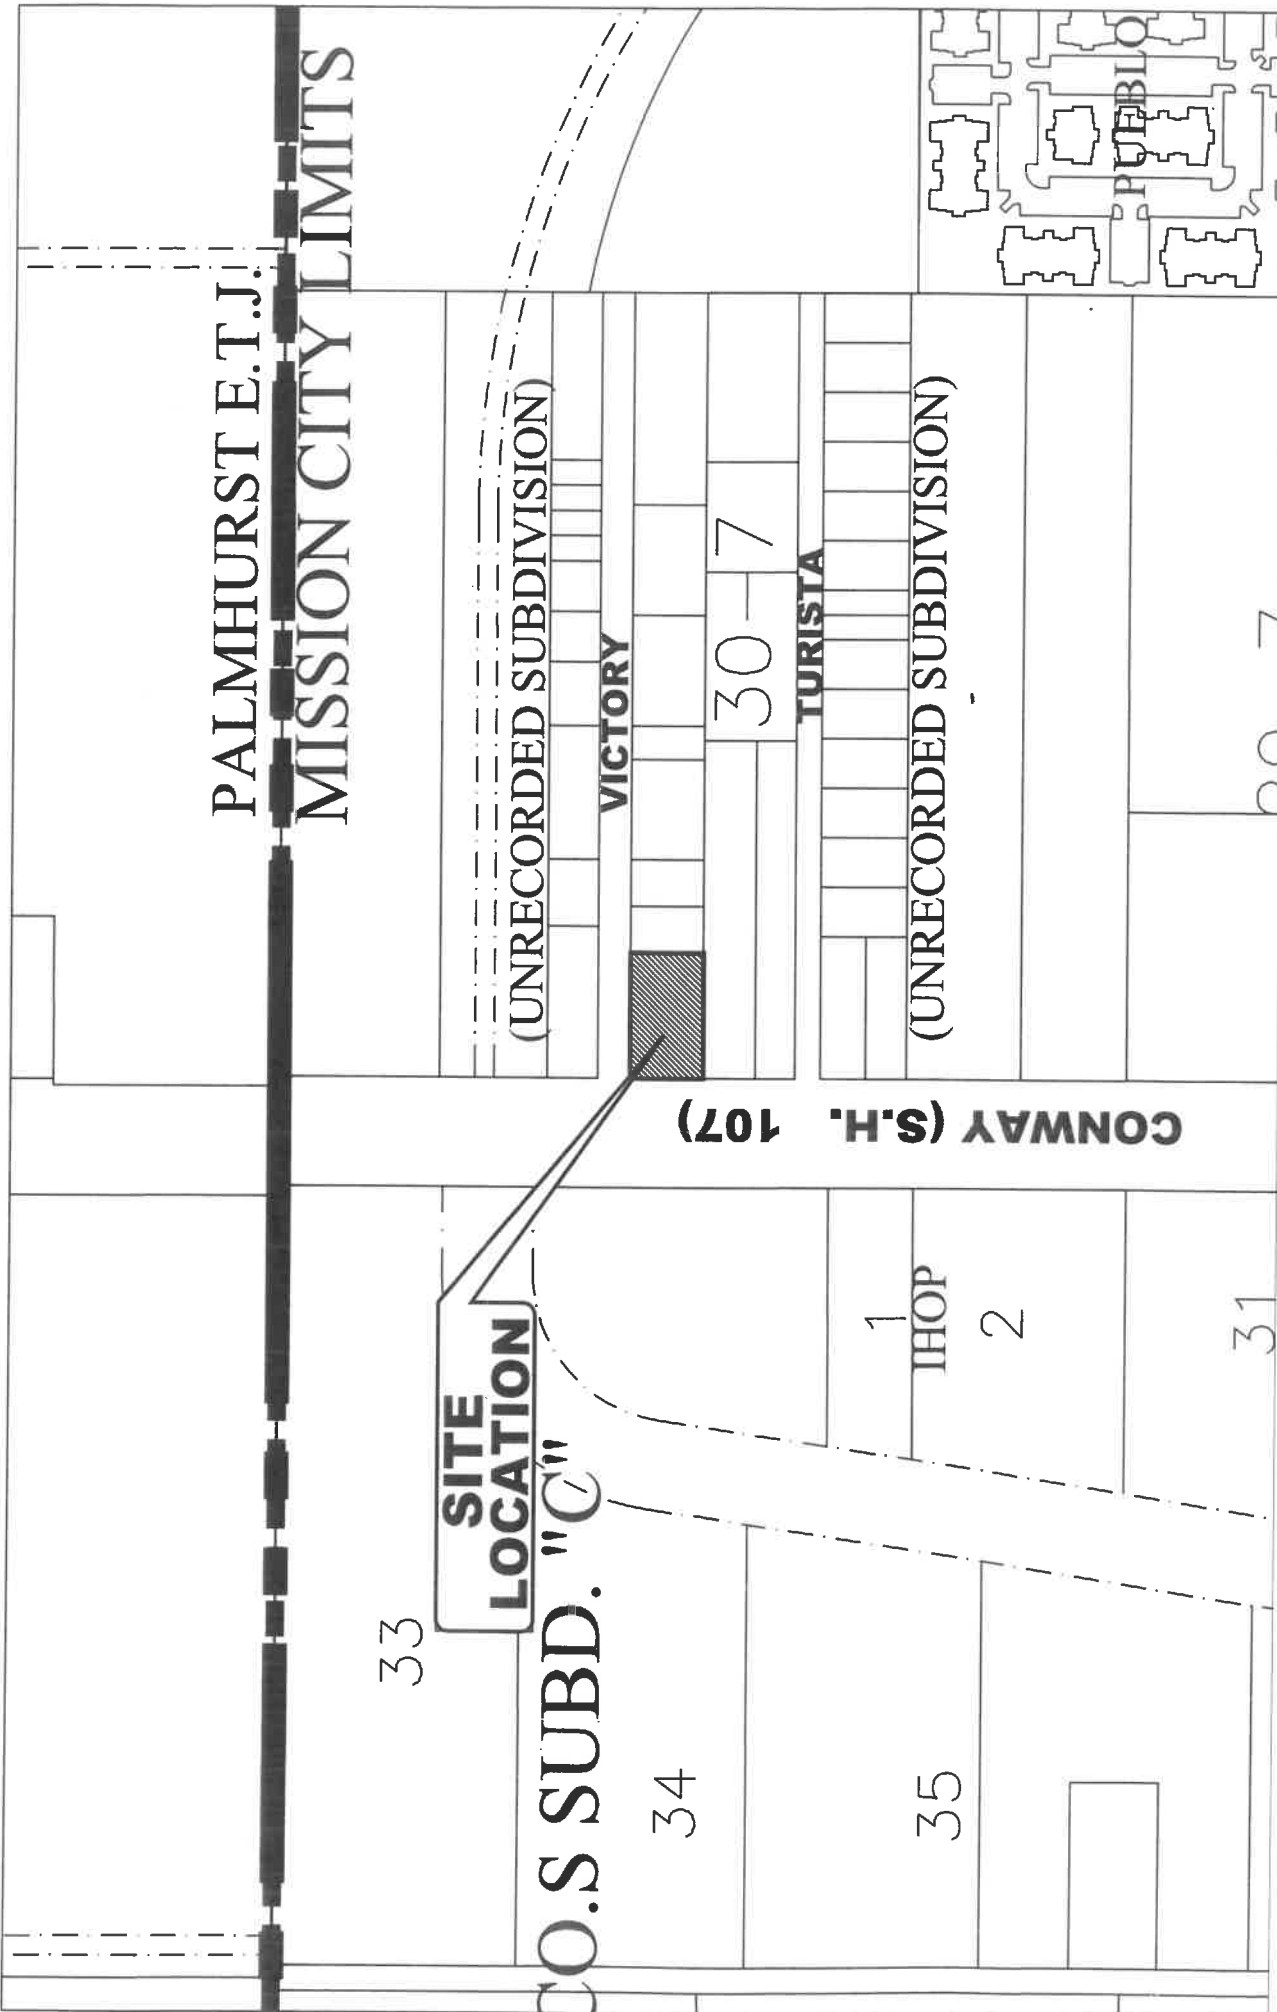 PALMHURST E.T.J.
MISSION CITY LIMITS
(UNRECORDED SUBDIVISION)
VICTORY
30-7
TURISTA
(UNRECORDED SUBDIVISION)
PUEBLO
CONWAY (S.H. 107)
SITE
LOCATION
33
CO.S SUBD. "C"
34
35
1
IHOP
2
31